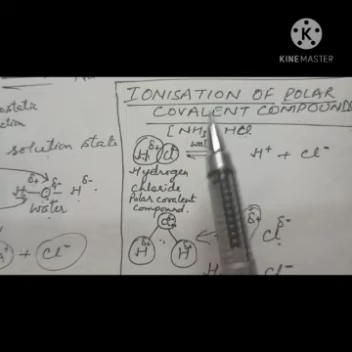 KINEMASTER
IONISATION OF POLAR
COVALENT COMPOUNDS
[NH3, HCl
solution state
δ+ δ-
H Cl ⇌ H+ + Cl-
Hydrogen
Chloride
Polar covalent
compound.
H — O — H δ-
water
+ Cl-
δ+ Cl δ-
H H
H Cl-